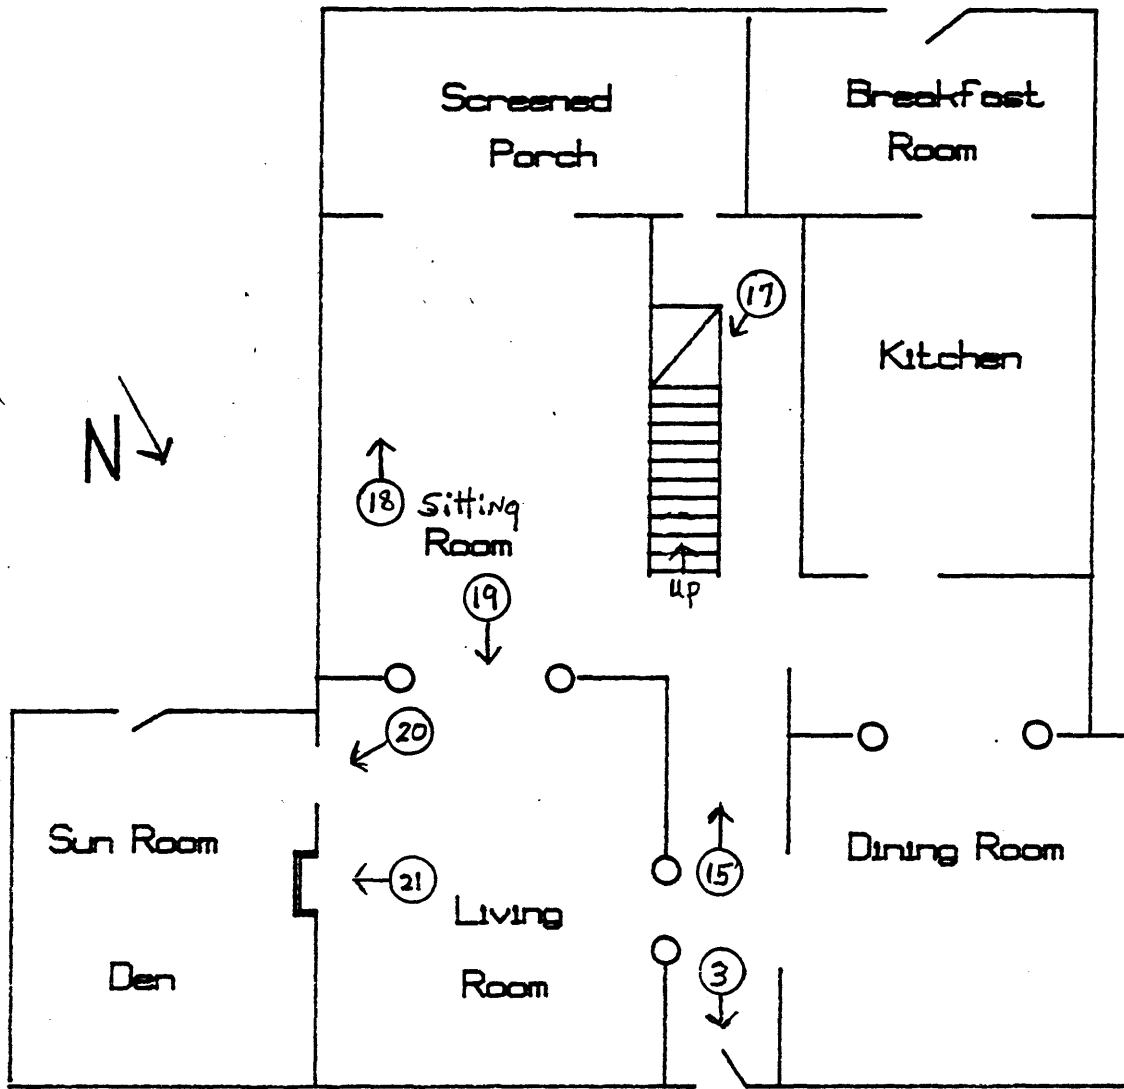 Screened
Porch
Breakfast
Room
17
Kitchen
N
18
Sitting
Room
19
up
20
Sun Room
Dining Room
15
21
Living
Room
3
Den